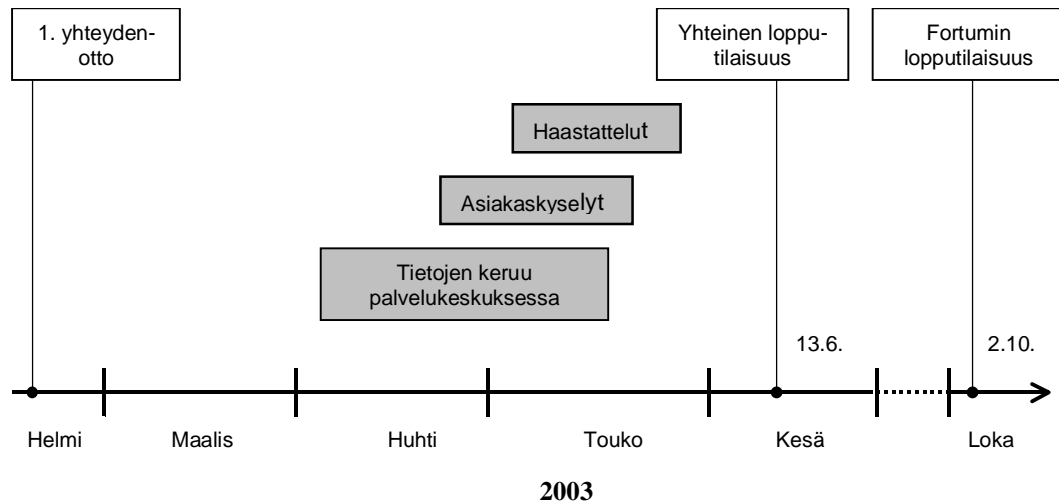 1. yhteyden-
otto
Yhteinen loppu-
tilaisuus
Fortumin
lopputilaisuus
Haastattelut
Asiakaskyselyt
Tietojen keruu
palvelukeskuksessa
13.6.
2.10.
Helmi
Maalis
Huhti
Touko
Kesä
Loka
2003